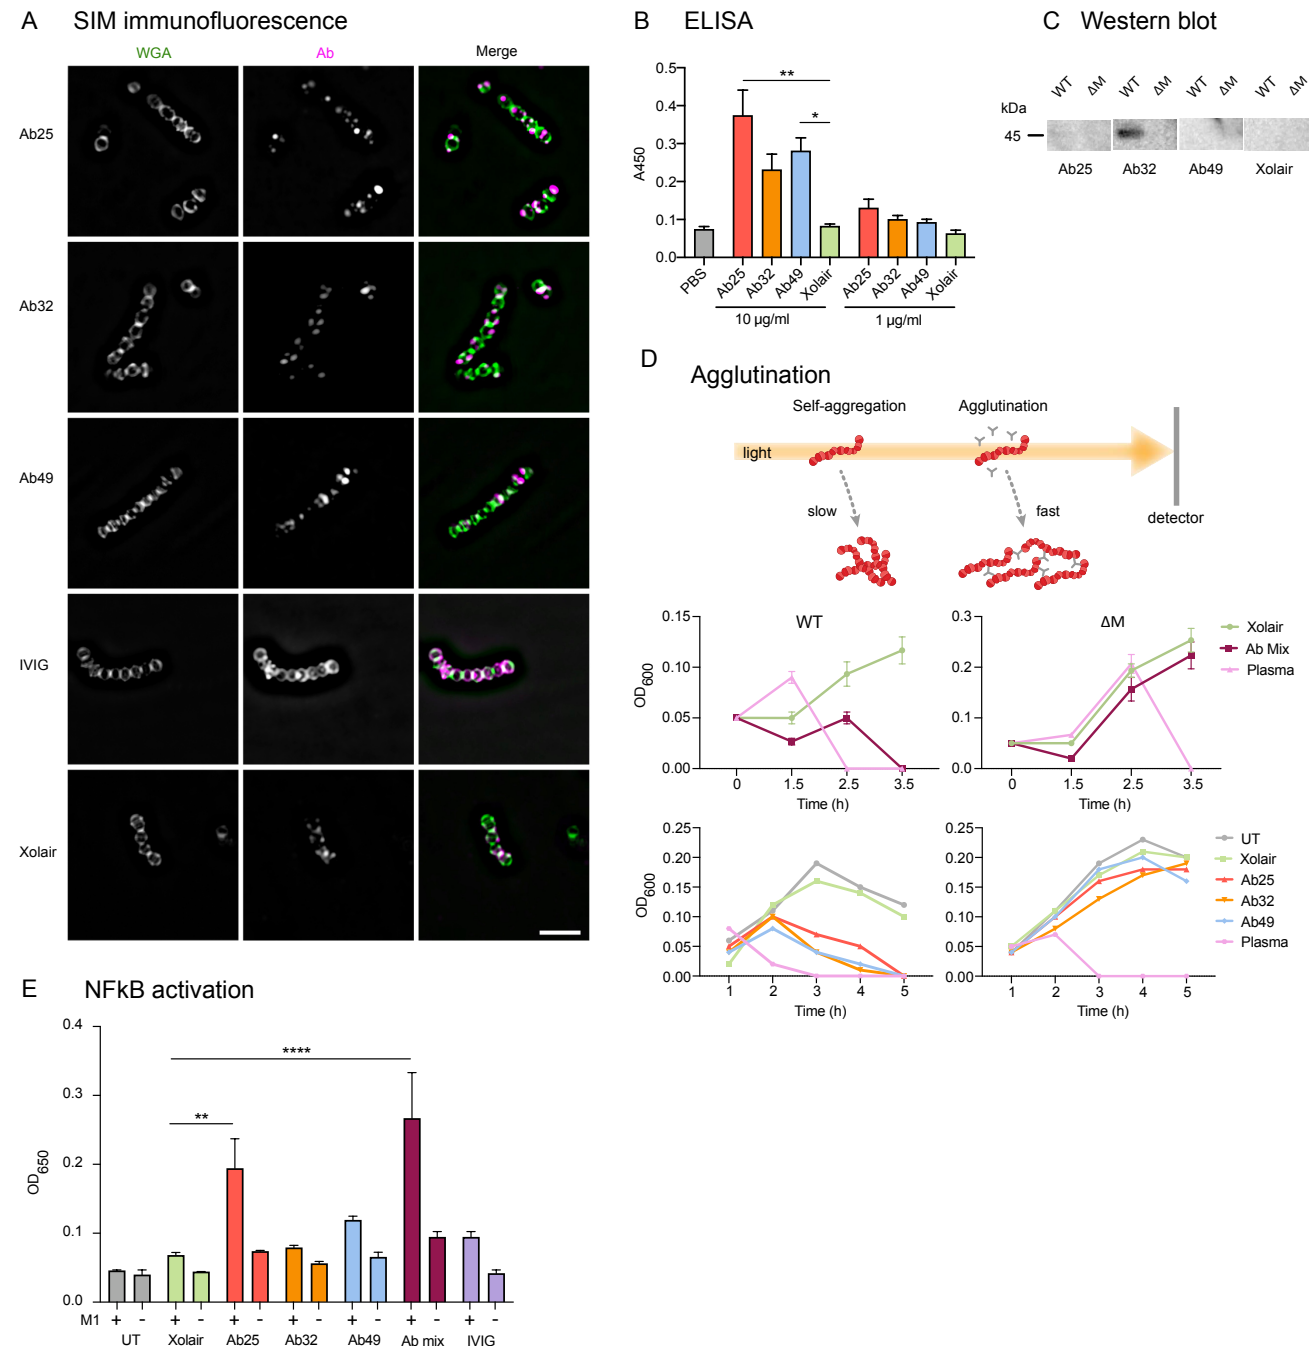 A SIM immunofluorescence
WGA Ab Merge
Ab25
Ab32
Ab49
IVIG
Xolair
B ELISA
0.5
0.4
0.3
0.2
0.1
0.0
A450
**
*
PBS Ab25 Ab32 Ab49 Xolair Ab25 Ab32 Ab49 Xolair
10 µg/ml 1 µg/ml
C Western blot
WT ΔM WT ΔM WT ΔM WT ΔM
kDa
45
Ab25 Ab32 Ab49 Xolair
D Agglutination
Self-aggregation Agglutination
light
slow fast
detector
WT
0.15
0.10
0.05
0.00
OD600
0 1.5 2.5 3.5
Time (h)
ΔM
0.3
0.2
0.1
0.0
0 1.5 2.5 3.5
Time (h)
Xolair
Ab Mix
Plasma
0.25
0.20
0.15
0.10
0.05
0.00
OD600
1 2 3 4 5
Time (h)
0.25
0.20
0.15
0.10
0.05
0.00
1 2 3 4 5
Time (h)
UT
Xolair
Ab25
Ab32
Ab49
Plasma
E NFkB activation
0.4
0.3
0.2
0.1
0.0
OD650
****
**
M1 + - + - + - + - + - + - + -
UT Xolair Ab25 Ab32 Ab49 Ab mix IVIG